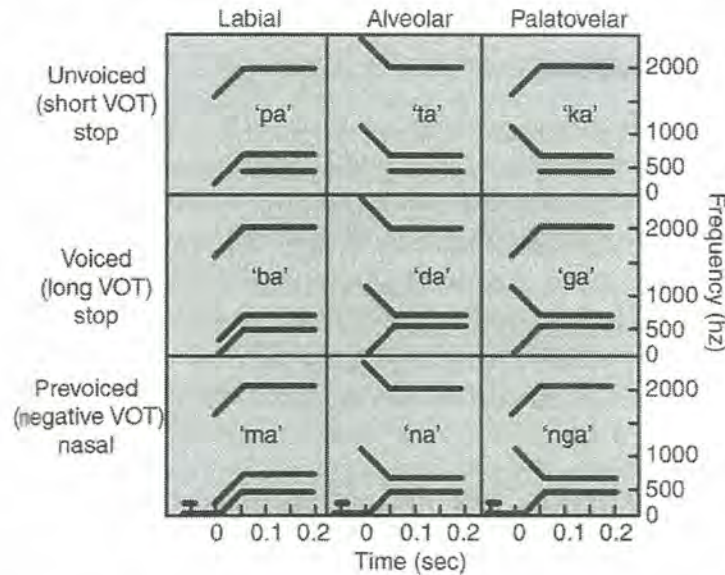 Labial Alveolar Palatovelar
Unvoiced
(short VOT)
stop
'pa' 'ta' 'ka'
2000
1000
500
0
Voiced
(long VOT)
stop
'ba' 'da' 'ga'
2000
1000
500
0
Prevoiced
(negative VOT)
nasal
'ma' 'na' 'nga'
2000
1000
500
0
Frequency (hz)
0 0.1 0.2 0 0.1 0.2 0 0.1 0.2
Time (sec)